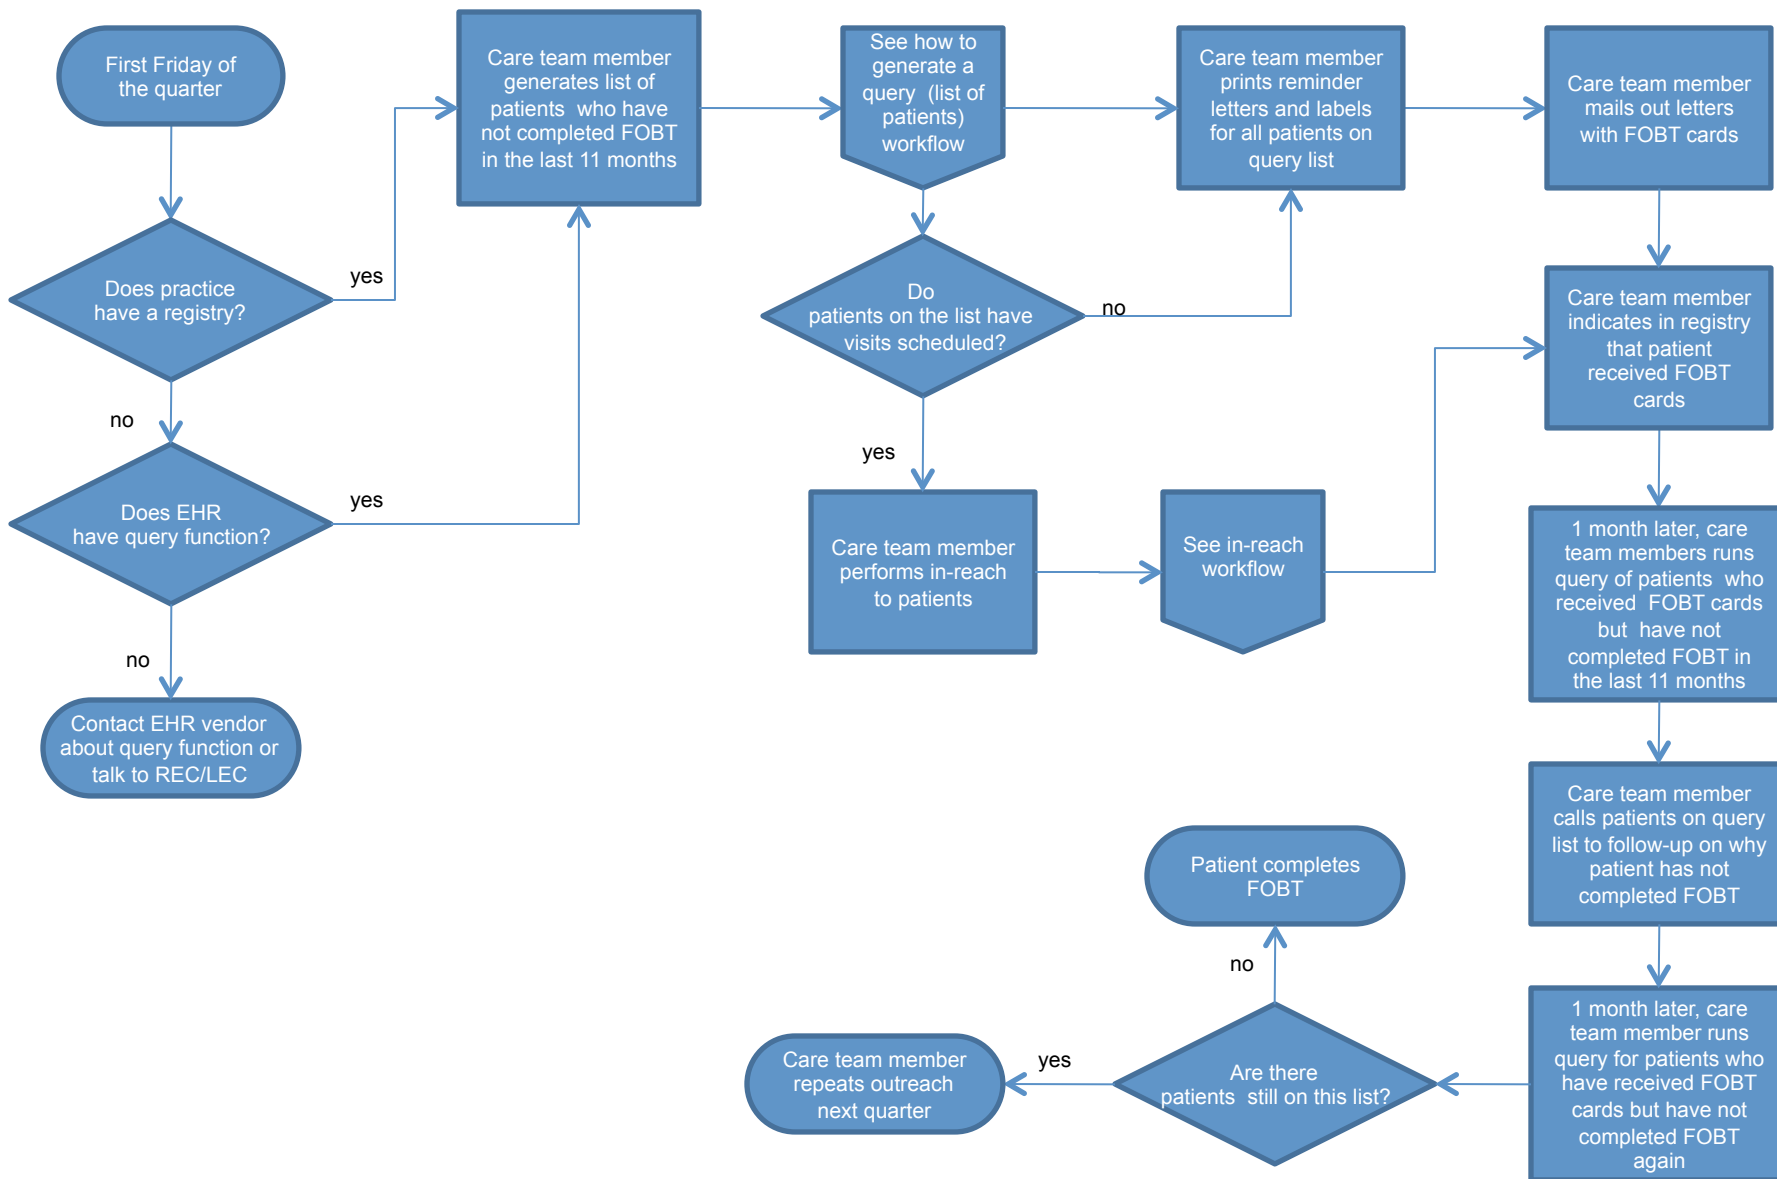 First Friday of
the quarter
Does practice
have a registry?
yes
no
Does EHR
have query function?
yes
no
Contact EHR vendor
about query function or
talk to REC/LEC
Care team member
generates list of
patients who have
not completed FOBT
in the last 11 months
See how to
generate a
query (list of
patients)
workflow
Do
patients on the list have
visits scheduled?
no
yes
Care team member
performs in-reach
to patients
See in-reach
workflow
Care team member
prints reminder
letters and labels
for all patients on
query list
Care team member
mails out letters
with FOBT cards
Care team member
indicates in registry
that patient
received FOBT
cards
1 month later, care
team members runs
query of patients who
received FOBT cards
but have not
completed FOBT in
the last 11 months
Care team member
calls patients on query
list to follow-up on why
patient has not
completed FOBT
1 month later, care
team member runs
query for patients who
have received FOBT
cards but have not
completed FOBT
again
Are there
patients still on this list?
no
Patient completes
FOBT
yes
Care team member
repeats outreach
next quarter